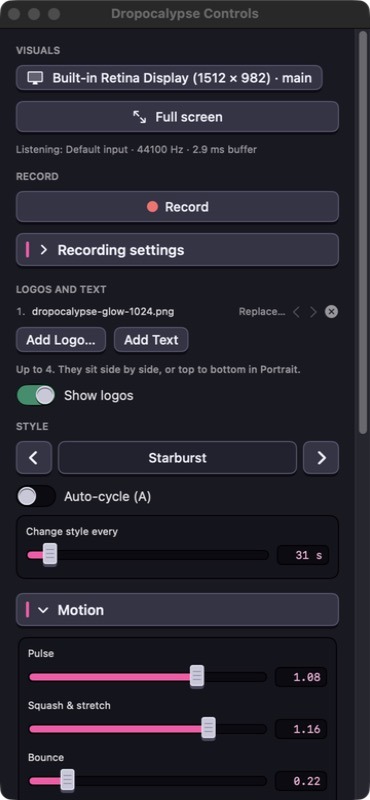 Dropocalypse Controls
VISUALS
Built-in Retina Display (1512 × 982) · main
Full screen
Listening: Default input · 44100 Hz · 2.9 ms buffer
RECORD
Record
Recording settings
LOGOS AND TEXT
1. dropocalypse-glow-1024.png Replace...
Add Logo... Add Text
Up to 4. They sit side by side, or top to bottom in Portrait.
Show logos
STYLE
Starburst
Auto-cycle (A)
Change style every
31 s
Motion
Pulse
1.08
Squash & stretch
1.16
Bounce
0.22